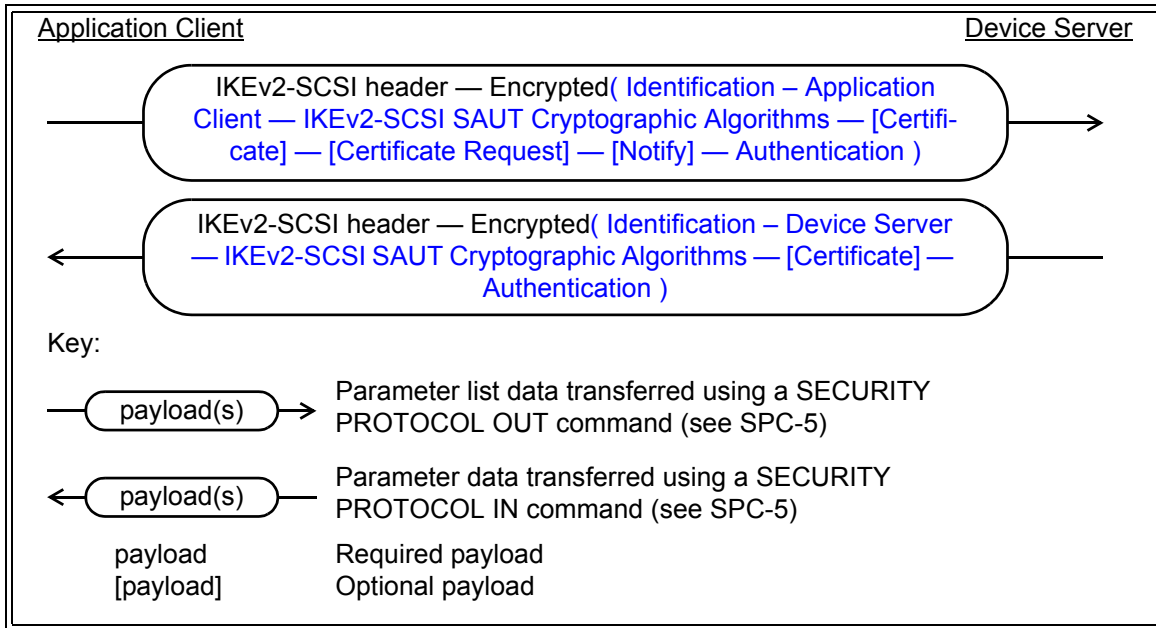 Application Client
Device Server
IKEv2-SCSI header — Encrypted( Identification – Application
Client — IKEv2-SCSI SAUT Cryptographic Algorithms — [Certifi-
cate] — [Certificate Request] — [Notify] — Authentication )
IKEv2-SCSI header — Encrypted( Identification – Device Server
— IKEv2-SCSI SAUT Cryptographic Algorithms — [Certificate] —
Authentication )
Key:
payload(s)
Parameter list data transferred using a SECURITY
PROTOCOL OUT command (see SPC-5)
payload(s)
Parameter data transferred using a SECURITY
PROTOCOL IN command (see SPC-5)
payload Required payload
[payload] Optional payload